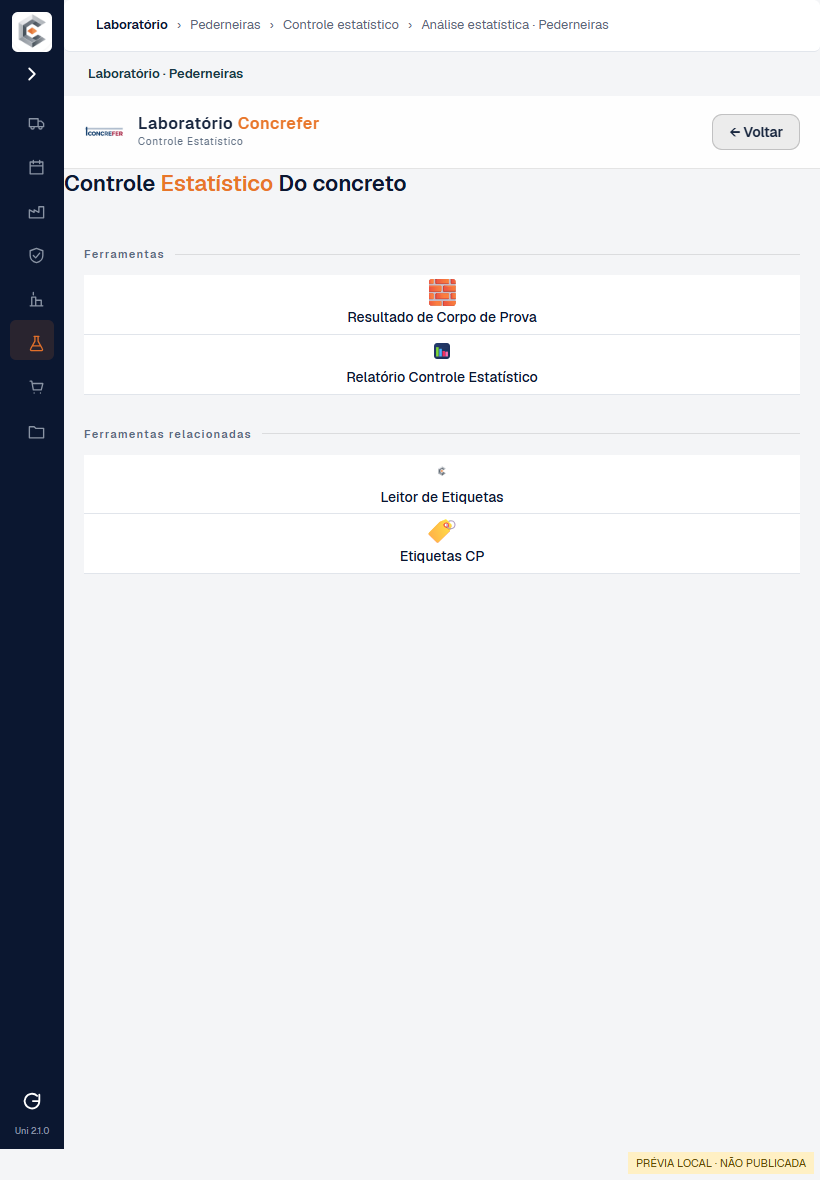 Laboratório › Pederneiras › Controle estatístico › Análise estatística · Pederneiras
Laboratório · Pederneiras
CONCREFER
Laboratório Concrefer
Controle Estatístico
← Voltar
Controle Estatístico Do concreto
Ferramentas
Resultado de Corpo de Prova
Relatório Controle Estatístico
Ferramentas relacionadas
Leitor de Etiquetas
Etiquetas CP
Uni 2.1.0
PRÉVIA LOCAL · NÃO PUBLICADA